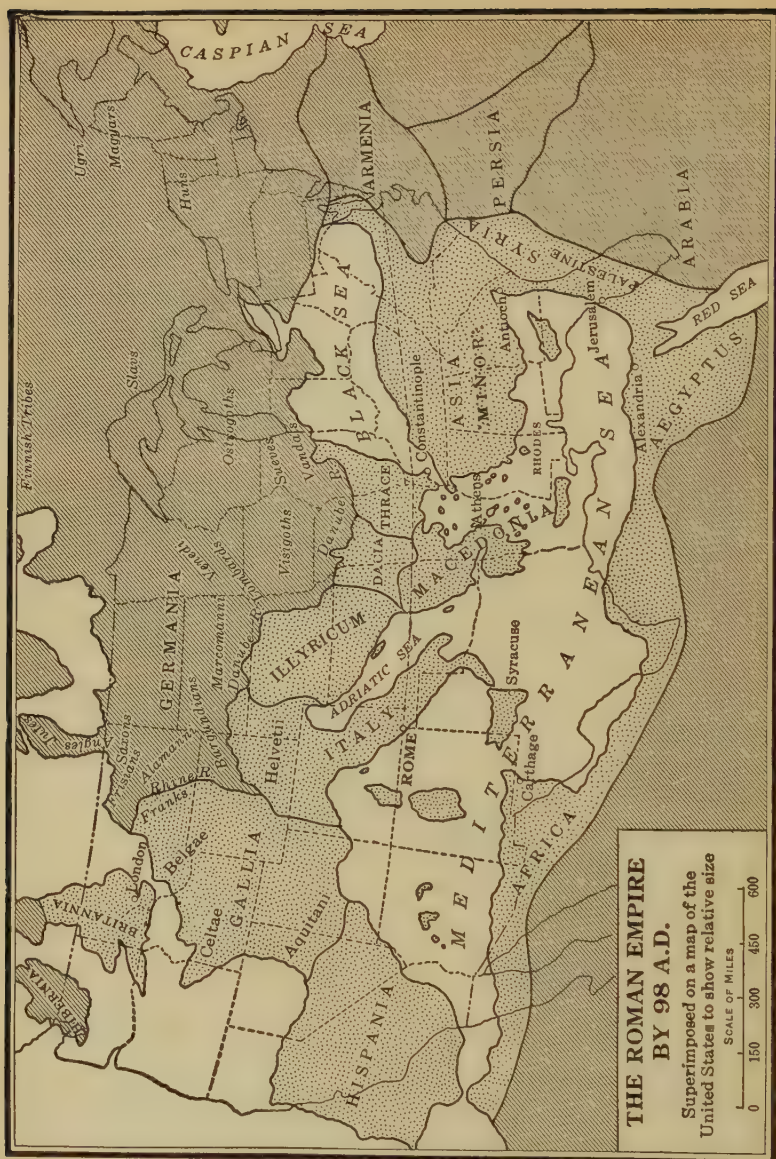 Finnish Tribes
Ugri
Magyars
CASPIAN SEA
Slavs
Huns
HIBERNIA
BRITANNIA
London
Jutes
Angles
Saxons
Frisians
GERMANIA
Venedi
Lombards
Ostrogoths
Sueves
Vandals
Visigoths
Alamanni
Burgundians
Marcomanni
Danube R.
Danube R.
Rhine R.
Franks
Belgae
Celtae
GALLIA
Aquitani
Helvetii
ILLYRICUM
DACIA
THRACE
BLACK SEA
ARMENIA
Constantinople
ASIA
MINOR
ADRIATIC SEA
ITALY
ROME
MACEDONIA
Athens
RHODES
Antioch
SYRIA
PERSIA
PALESTINE
Jerusalem
ARABIA
HISPANIA
MEDITERRANEAN SEA
Syracuse
Carthage
AFRICA
Alexandria
AEGYPTUS
RED SEA
THE ROMAN EMPIRE
BY 98 A.D.
Superimposed on a map of the
United States to show relative size
SCALE OF MILES
0 150 300 450 600